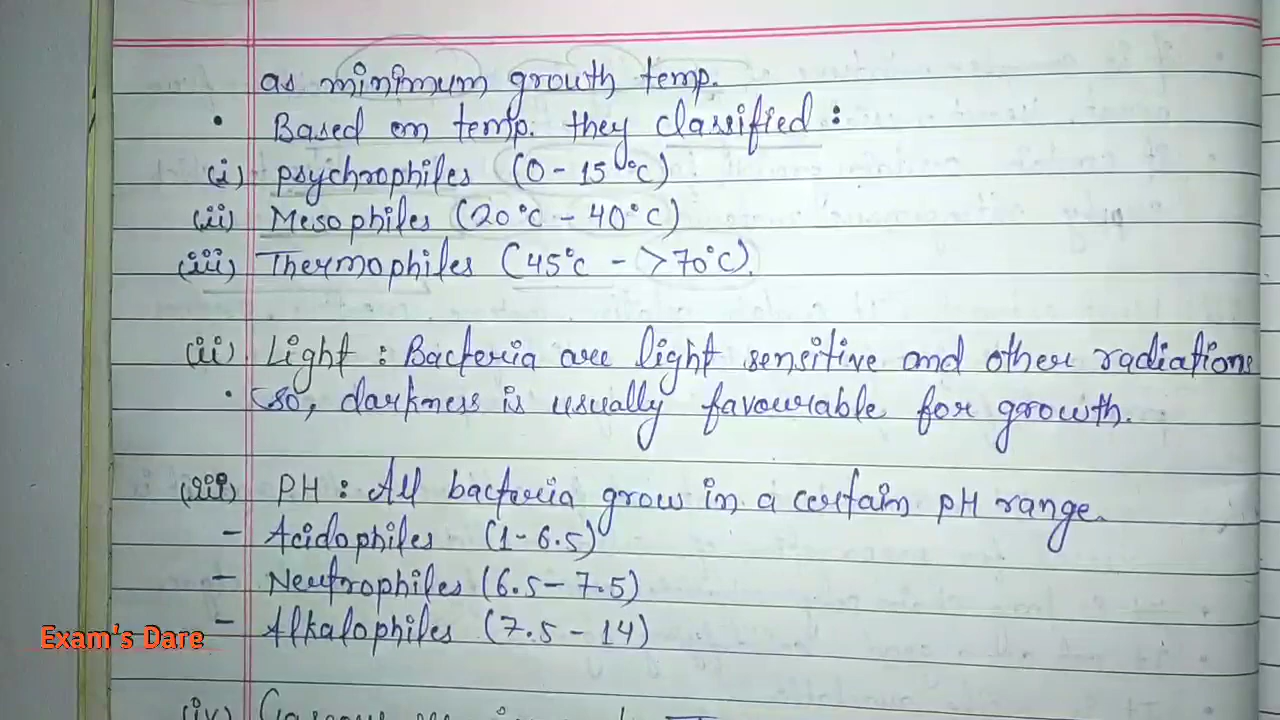 as minimum growth temp.
• Based on temp. they classified :
(i) psychrophiles (0 - 15°C)
(ii) Mesophiles (20°C - 40°C)
(iii) Thermophiles (45°C - >70°C).
(ii) Light : Bacteria are light sensitive and other radiations
• so, darkness is usually favourable for growth.
(iii) PH : All bacteria grow in a certain pH range.
- Acidophiles (1 - 6.5)
- Neutrophiles (6.5 - 7.5)
- Alkalophiles (7.5 - 14)
Exam's Dare
(iv)